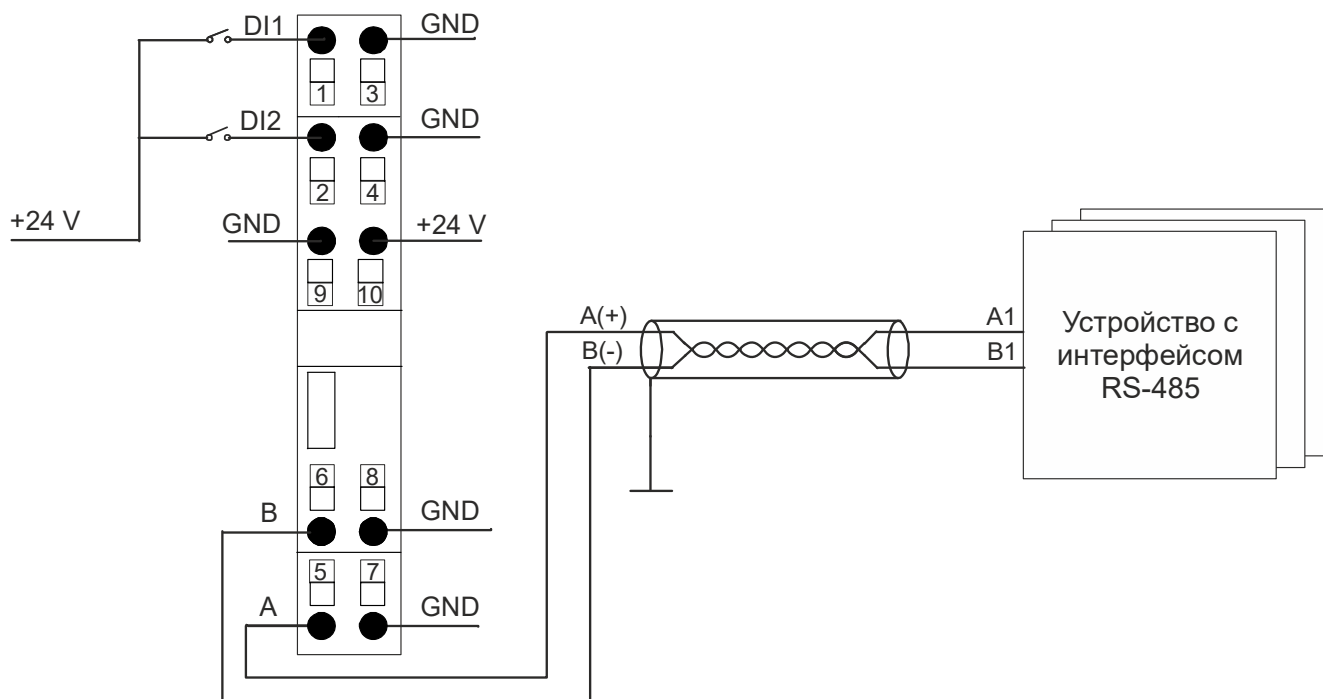 DI1
GND
1
3
DI2
GND
2
4
+24 V
GND
+24 V
9
10
A(+)
A1
B(-)
B1
Устройство с
интерфейсом
RS-485
6
8
B
GND
5
7
A
GND